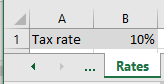 A B
1 Tax rate 10%
... Rates